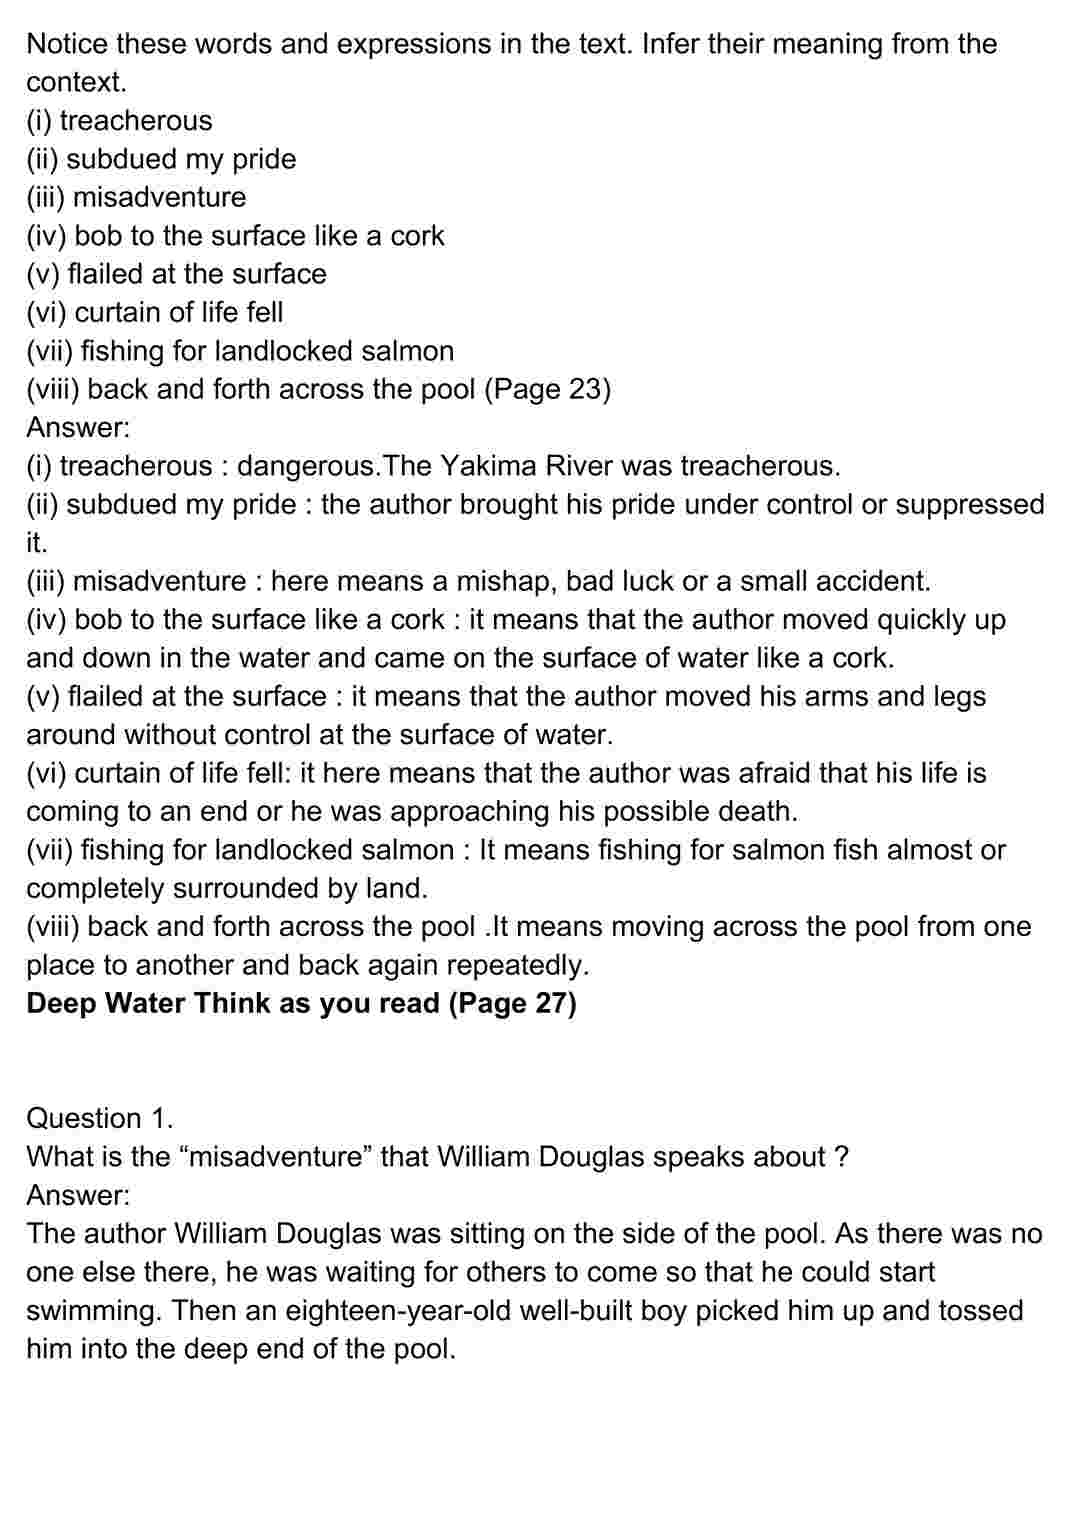 Notice these words and expressions in the text. Infer their meaning from the
context.
(i) treacherous
(ii) subdued my pride
(iii) misadventure
(iv) bob to the surface like a cork
(v) flailed at the surface
(vi) curtain of life fell
(vii) fishing for landlocked salmon
(viii) back and forth across the pool (Page 23)
Answer:
(i) treacherous : dangerous.The Yakima River was treacherous.
(ii) subdued my pride : the author brought his pride under control or suppressed
it.
(iii) misadventure : here means a mishap, bad luck or a small accident.
(iv) bob to the surface like a cork : it means that the author moved quickly up
and down in the water and came on the surface of water like a cork.
(v) flailed at the surface : it means that the author moved his arms and legs
around without control at the surface of water.
(vi) curtain of life fell: it here means that the author was afraid that his life is
coming to an end or he was approaching his possible death.
(vii) fishing for landlocked salmon : It means fishing for salmon fish almost or
completely surrounded by land.
(viii) back and forth across the pool .It means moving across the pool from one
place to another and back again repeatedly.
Deep Water Think as you read (Page 27)
Question 1.
What is the “misadventure” that William Douglas speaks about ?
Answer:
The author William Douglas was sitting on the side of the pool. As there was no
one else there, he was waiting for others to come so that he could start
swimming. Then an eighteen-year-old well-built boy picked him up and tossed
him into the deep end of the pool.